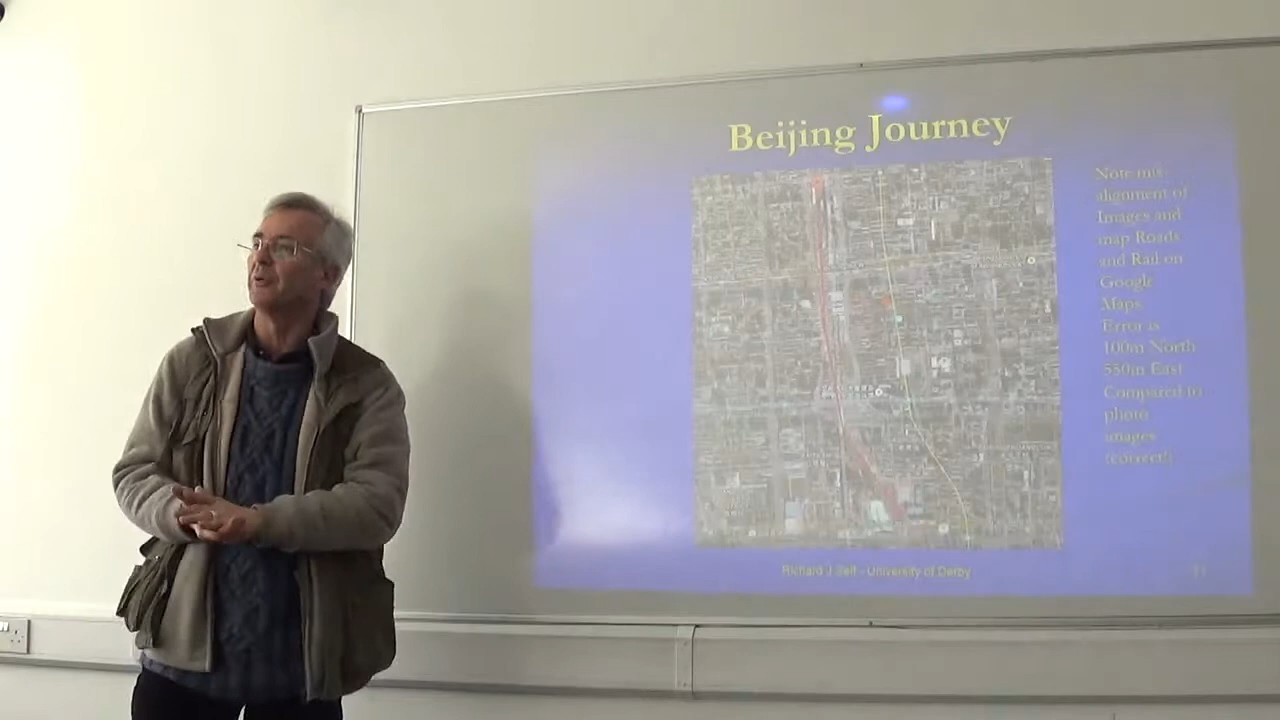 Beijing Journey
Note mis-
alignment of
Images and
map Roads
and Rail on
Google
Maps
Error is
100m North
550m East
Compared to
photo
images
(correct!)
Richard J Self - University of Derby